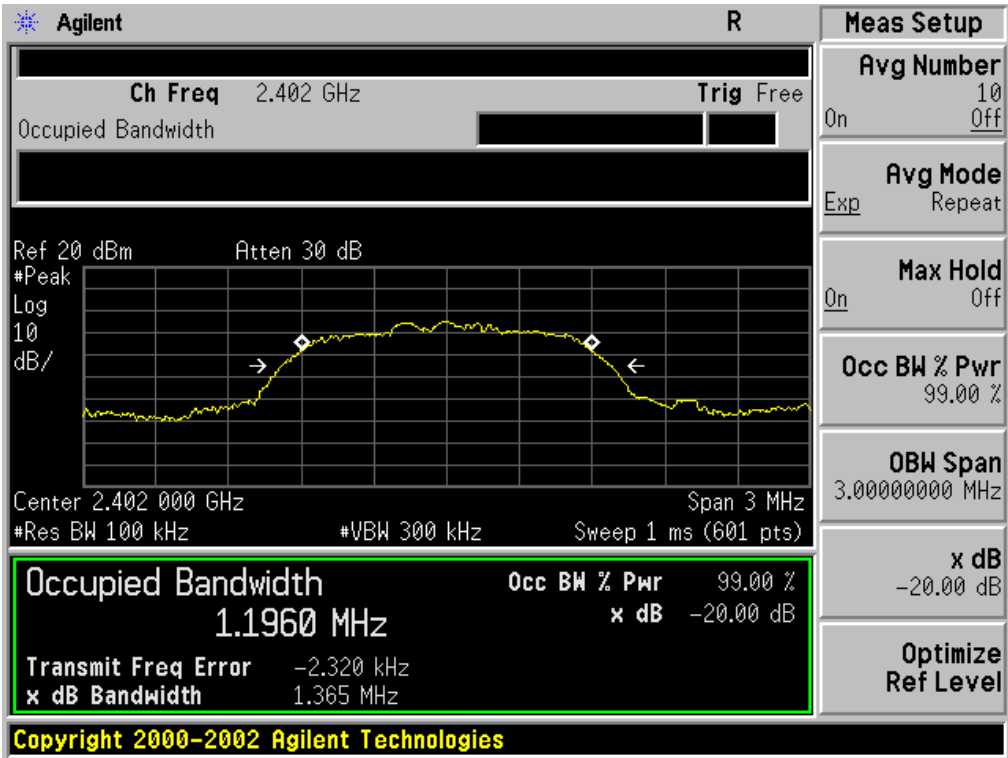 Agilent R Meas Setup
Ch Freq 2.402 GHz Trig Free
Occupied Bandwidth
Ref 20 dBm Atten 30 dB
#Peak
Log
10
dB/
Center 2.402 000 GHz Span 3 MHz
#Res BW 100 kHz #VBW 300 kHz Sweep 1 ms (601 pts)
Occupied Bandwidth Occ BW % Pwr 99.00 %
1.1960 MHz x dB -20.00 dB
Transmit Freq Error -2.320 kHz
x dB Bandwidth 1.365 MHz
Avg Number
10
On Off
Avg Mode
Exp Repeat
Max Hold
On Off
Occ BW % Pwr
99.00 %
OBW Span
3.00000000 MHz
x dB
-20.00 dB
Optimize
Ref Level
Copyright 2000-2002 Agilent Technologies